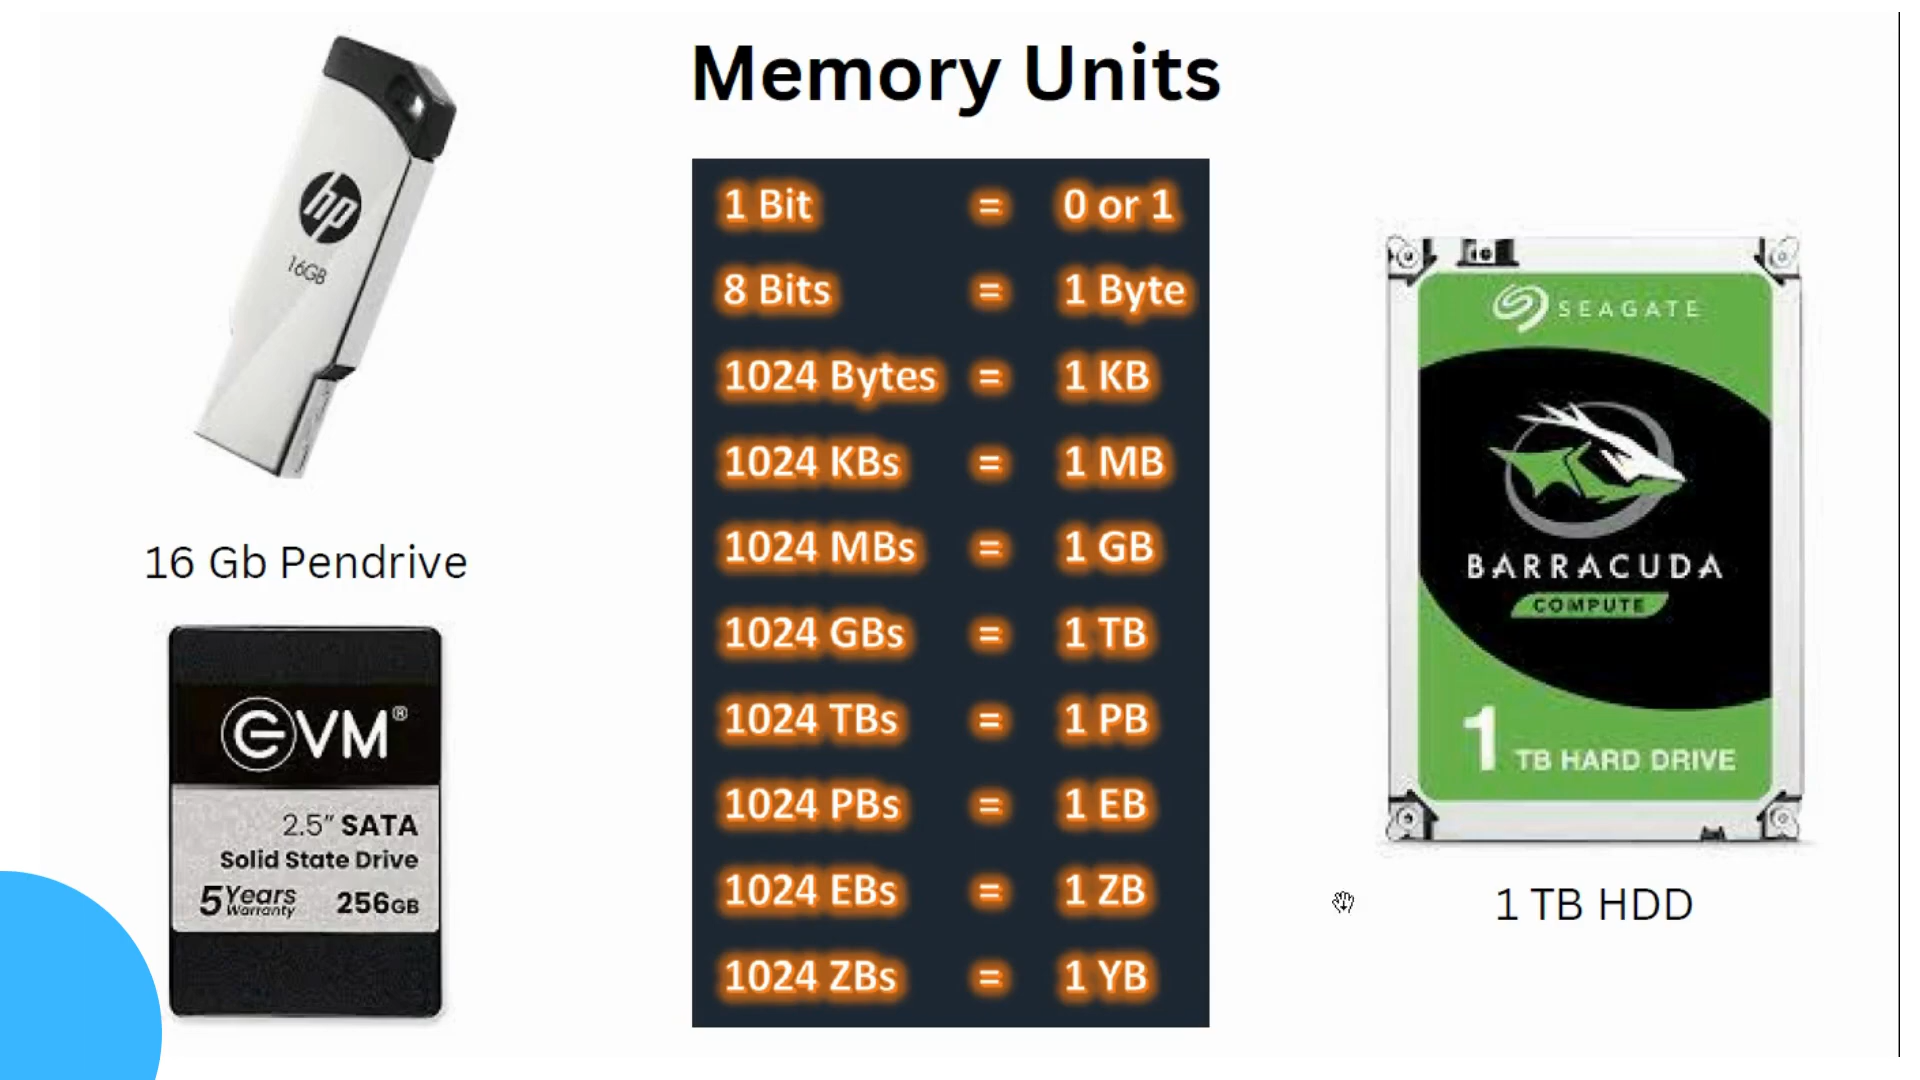 Memory Units
hp
16GB
16 Gb Pendrive
EVM®
2.5” SATA
Solid State Drive
5 Years Warranty 256GB
1 Bit = 0 or 1
8 Bits = 1 Byte
1024 Bytes = 1 KB
1024 KBs = 1 MB
1024 MBs = 1 GB
1024 GBs = 1 TB
1024 TBs = 1 PB
1024 PBs = 1 EB
1024 EBs = 1 ZB
1024 ZBs = 1 YB
SEAGATE
BARRACUDA
COMPUTE
1 TB HARD DRIVE
1 TB HDD